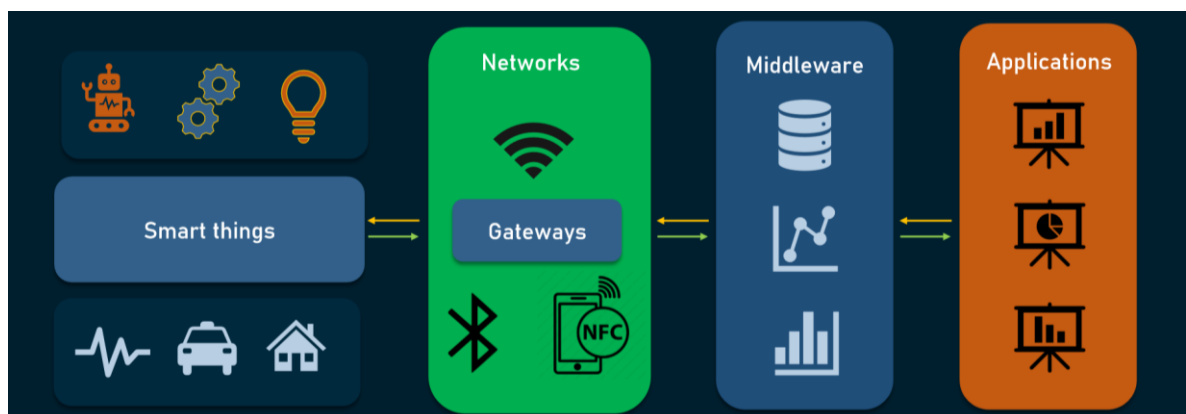 Smart things
Networks
Gateways
NFC
Middleware
Applications